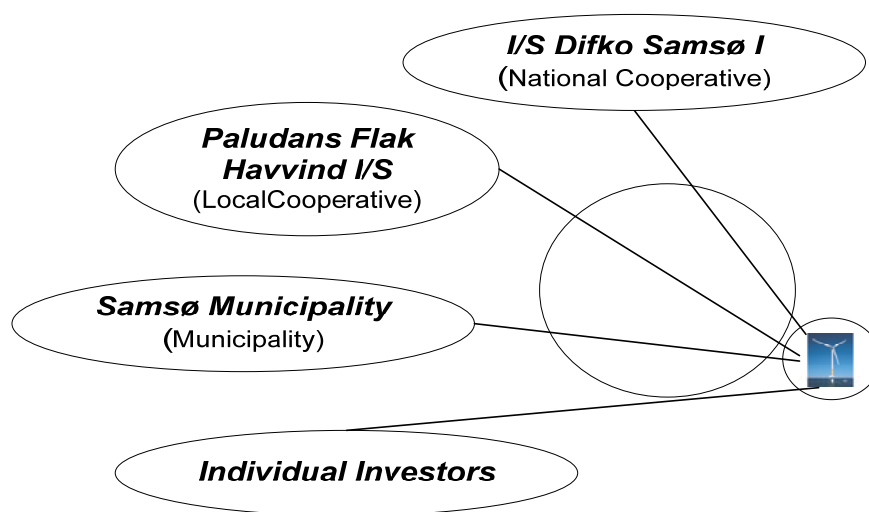 I/S Difko Samsø I
(National Cooperative)
Paludans Flak
Havvind I/S
(LocalCooperative)
Samsø Municipality
(Municipality)
Individual Investors